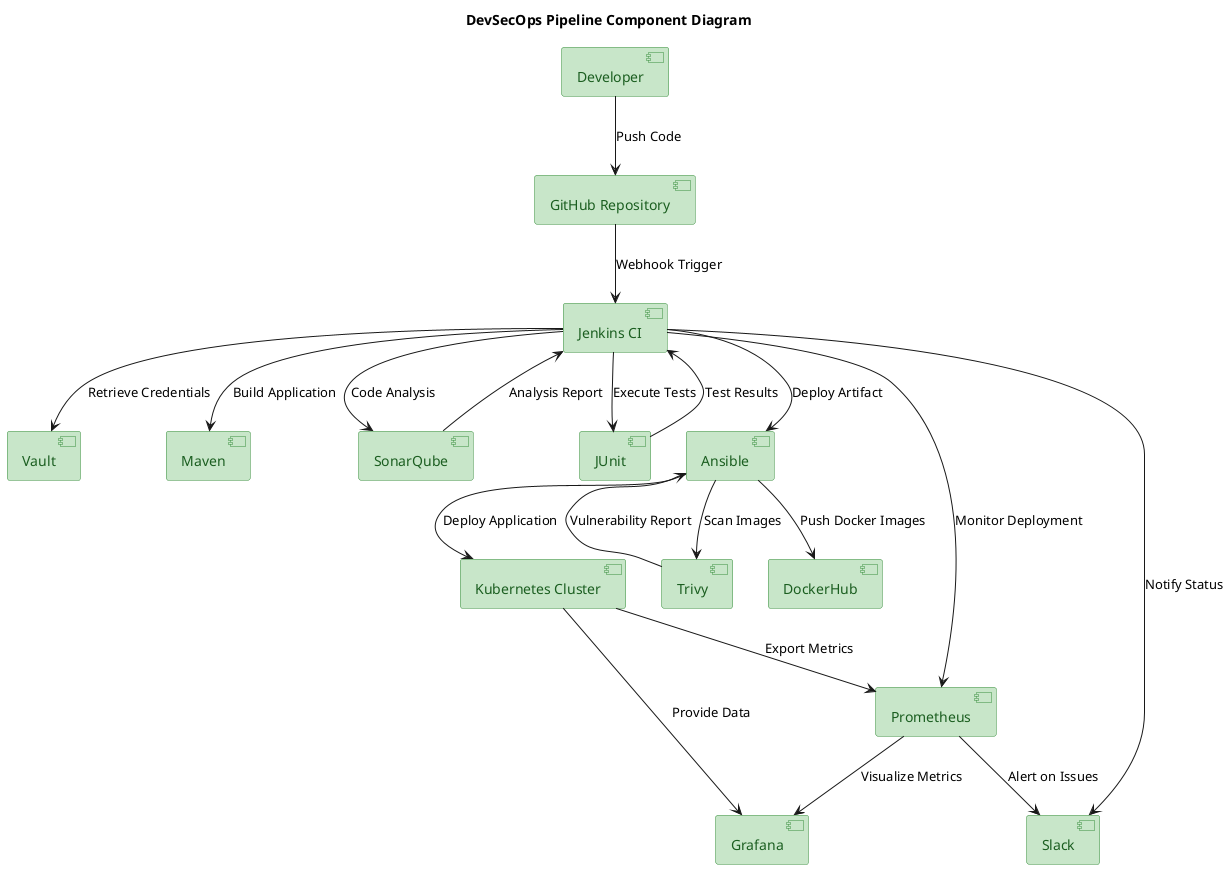 DevSecOps Pipeline Component Diagram
Developer
Push Code
GitHub Repository
Webhook Trigger
Jenkins CI
Retrieve Credentials
Build Application
Code Analysis
Analysis Report
Execute Tests
Test Results
Deploy Artifact
Vault
Maven
SonarQube
JUnit
Ansible
Deploy Application
Vulnerability Report
Scan Images
Push Docker Images
Monitor Deployment
Kubernetes Cluster
Trivy
DockerHub
Notify Status
Export Metrics
Provide Data
Prometheus
Visualize Metrics
Alert on Issues
Grafana
Slack